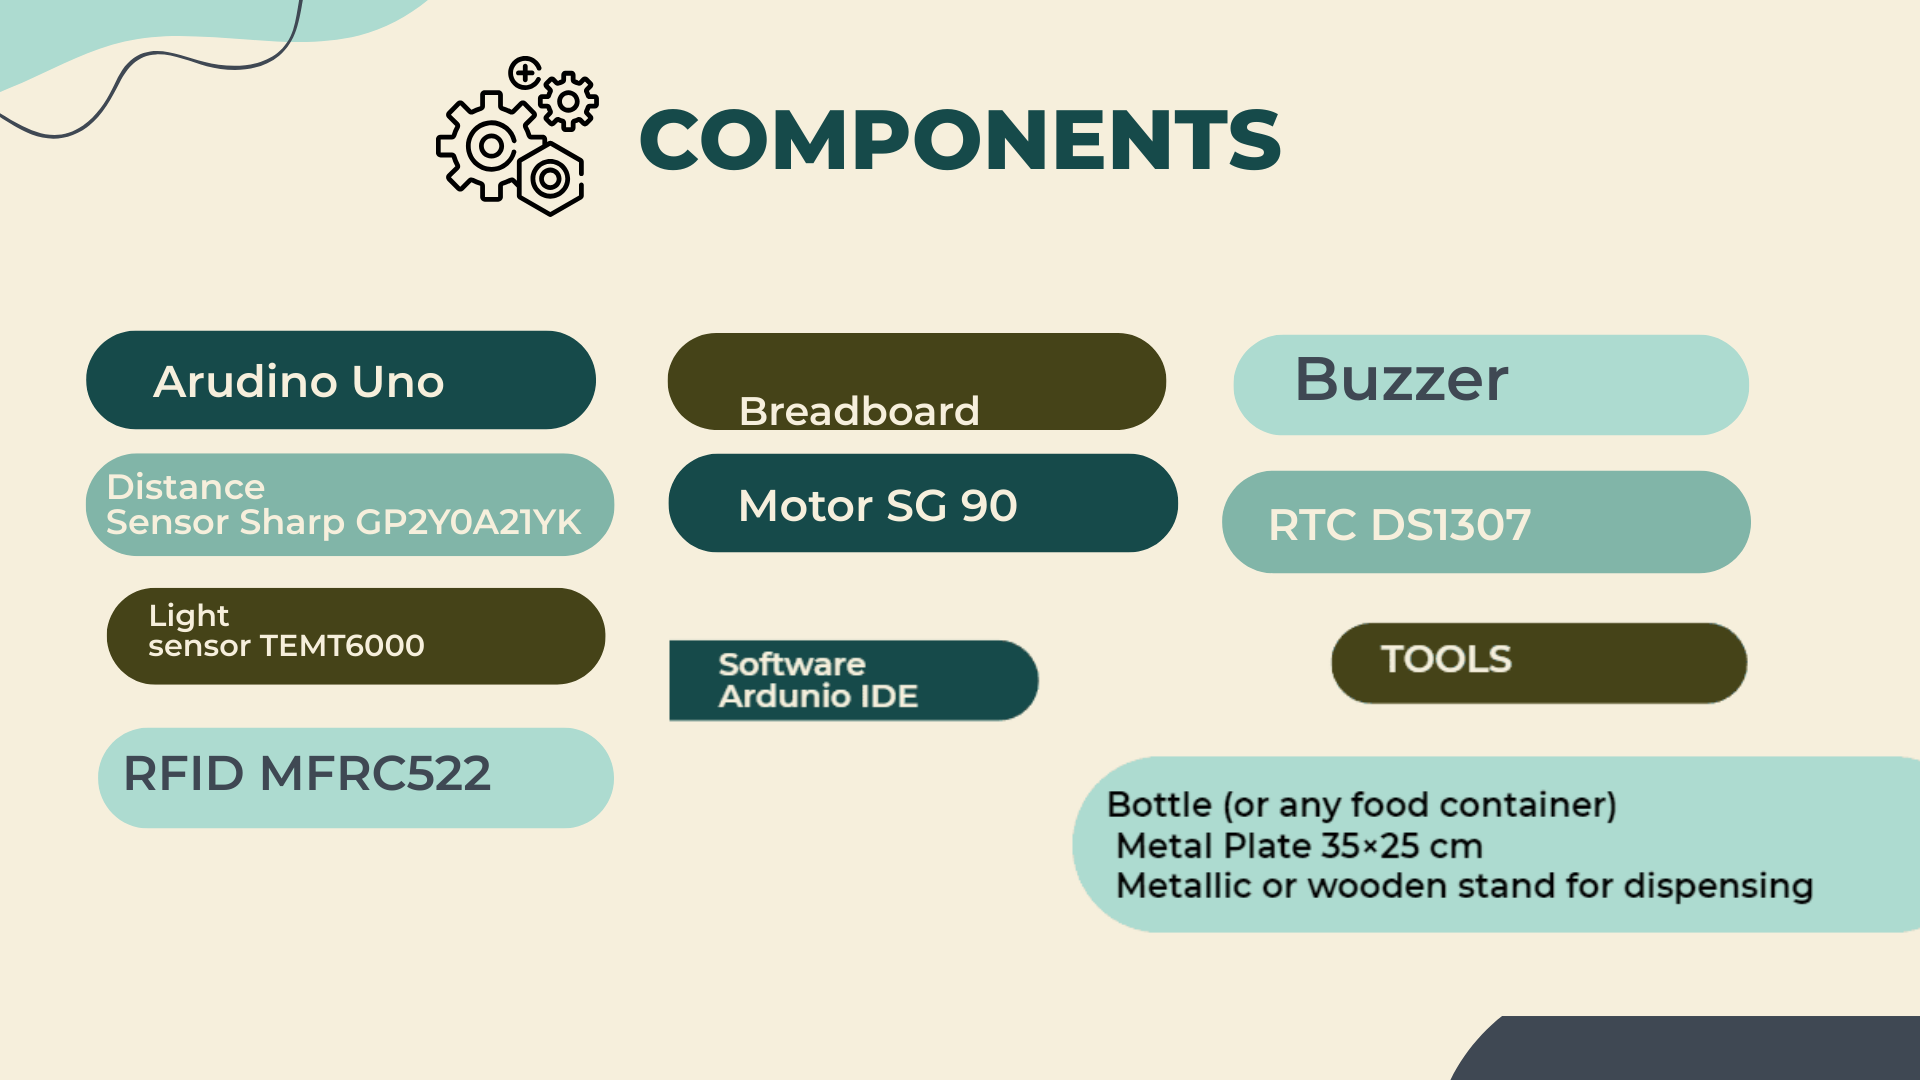 COMPONENTS
Arudino Uno
Breadboard
Buzzer
Distance
Sensor Sharp GP2Y0A21YK
Motor SG 90
RTC DS1307
Light
sensor TEMT6000
Software
Ardunio IDE
TOOLS
RFID MFRC522
Bottle (or any food container)
Metal Plate 35×25 cm
Metallic or wooden stand for dispensing